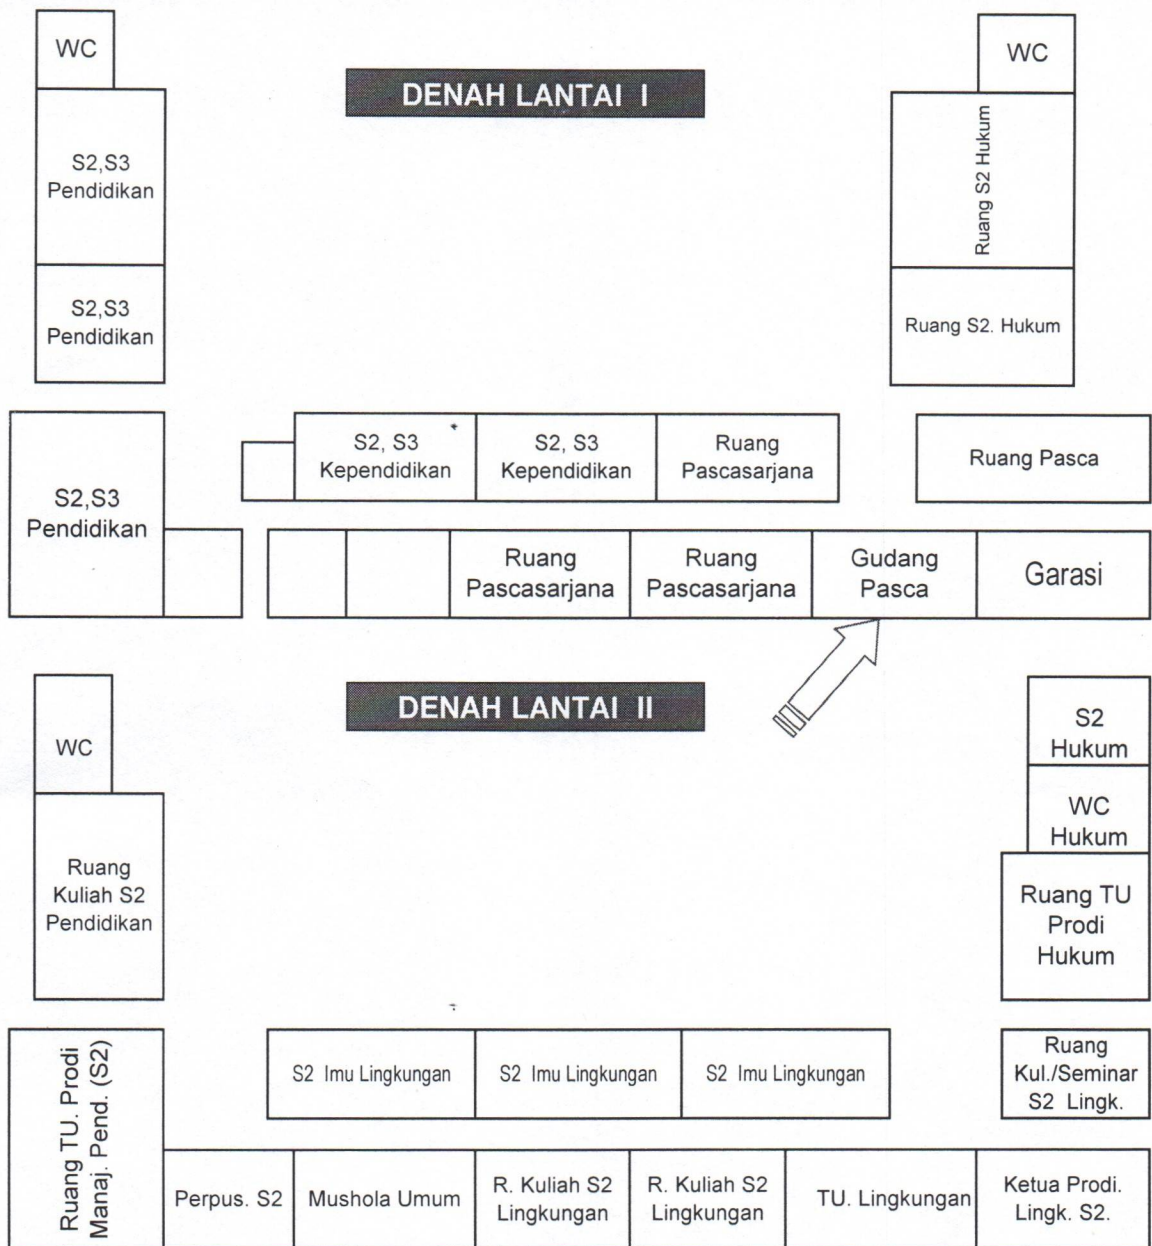 WC
DENAH LANTAI I
WC
S2,S3
Pendidikan
Ruang S2 Hukum
S2,S3
Pendidikan
Ruang S2. Hukum
S2,S3
Pendidikan
S2, S3
Kependidikan
S2, S3
Kependidikan
Ruang
Pascasarjana
Ruang Pasca
Ruang
Pascasarjana
Ruang
Pascasarjana
Gudang
Pasca
Garasi
DENAH LANTAI II
WC
S2
Hukum
WC
Hukum
Ruang
Kuliah S2
Pendidikan
Ruang TU
Prodi
Hukum
Ruang TU. Prodi
Manaj. Pend. (S2)
S2 Imu Lingkungan
S2 Imu Lingkungan
S2 Imu Lingkungan
Ruang
Kul./Seminar
S2 Lingk.
Perpus. S2
Mushola Umum
R. Kuliah S2
Lingkungan
R. Kuliah S2
Lingkungan
TU. Lingkungan
Ketua Prodi.
Lingk. S2.